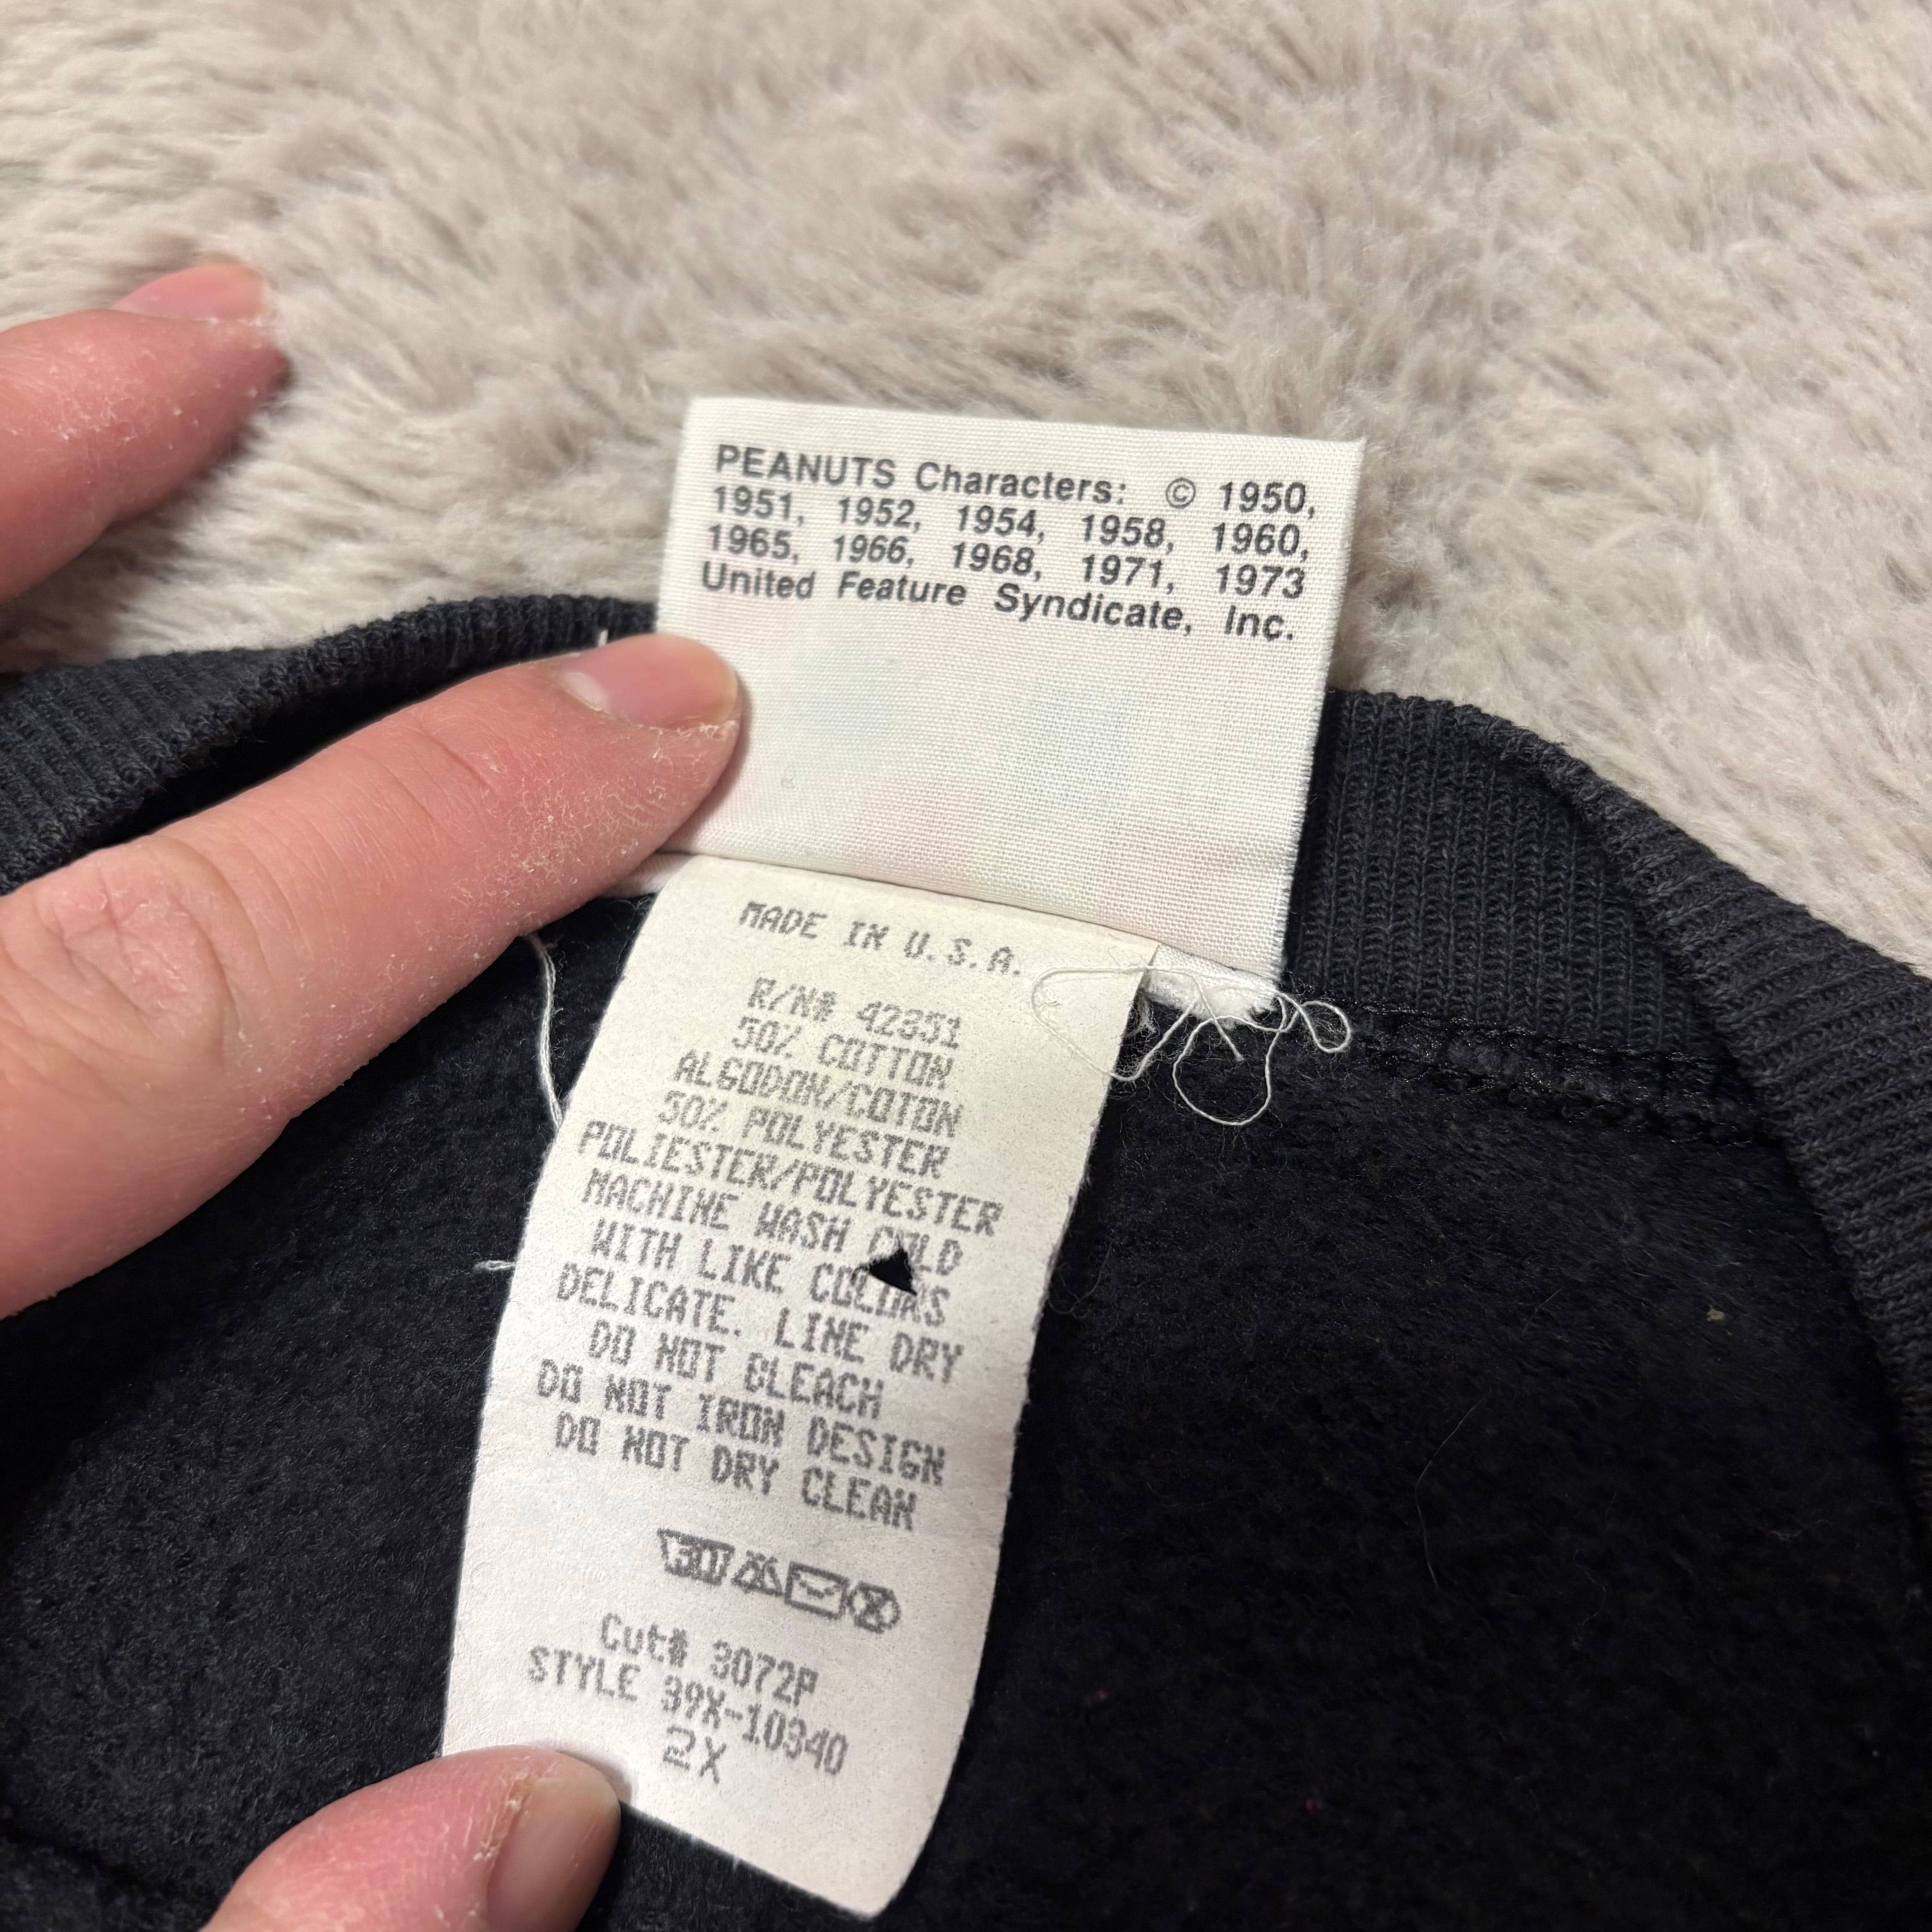 PEANUTS Characters: © 1950,
1951, 1952, 1954, 1958, 1960,
1965, 1966, 1968, 1971, 1973
United Feature Syndicate, Inc.
MADE IN U.S.A.
R/N# 42351
50% COTTON
ALGODON/COTON
50% POLYESTER
POLIESTER/POLYESTER
MACHINE WASH COLD
WITH LIKE COLORS
DELICATE. LINE DRY
DO NOT BLEACH
DO NOT IRON DESIGN
DO NOT DRY CLEAN
Cut# 3072P
STYLE 39X-10340
2X